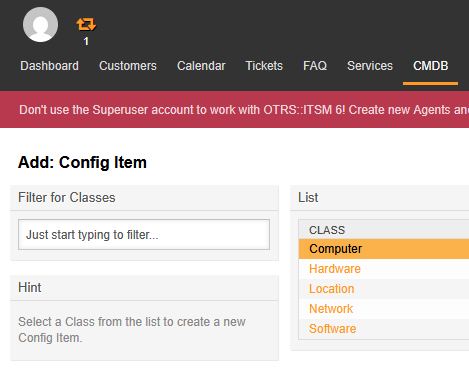 1
Dashboard Customers Calendar Tickets FAQ Services CMDB
Don't use the Superuser account to work with OTRS::ITSM 6! Create new Agents and
Add: Config Item
Filter for Classes
Just start typing to filter...
Hint
Select a Class from the list to create a new
Config Item.
List
CLASS
Computer
Hardware
Location
Network
Software